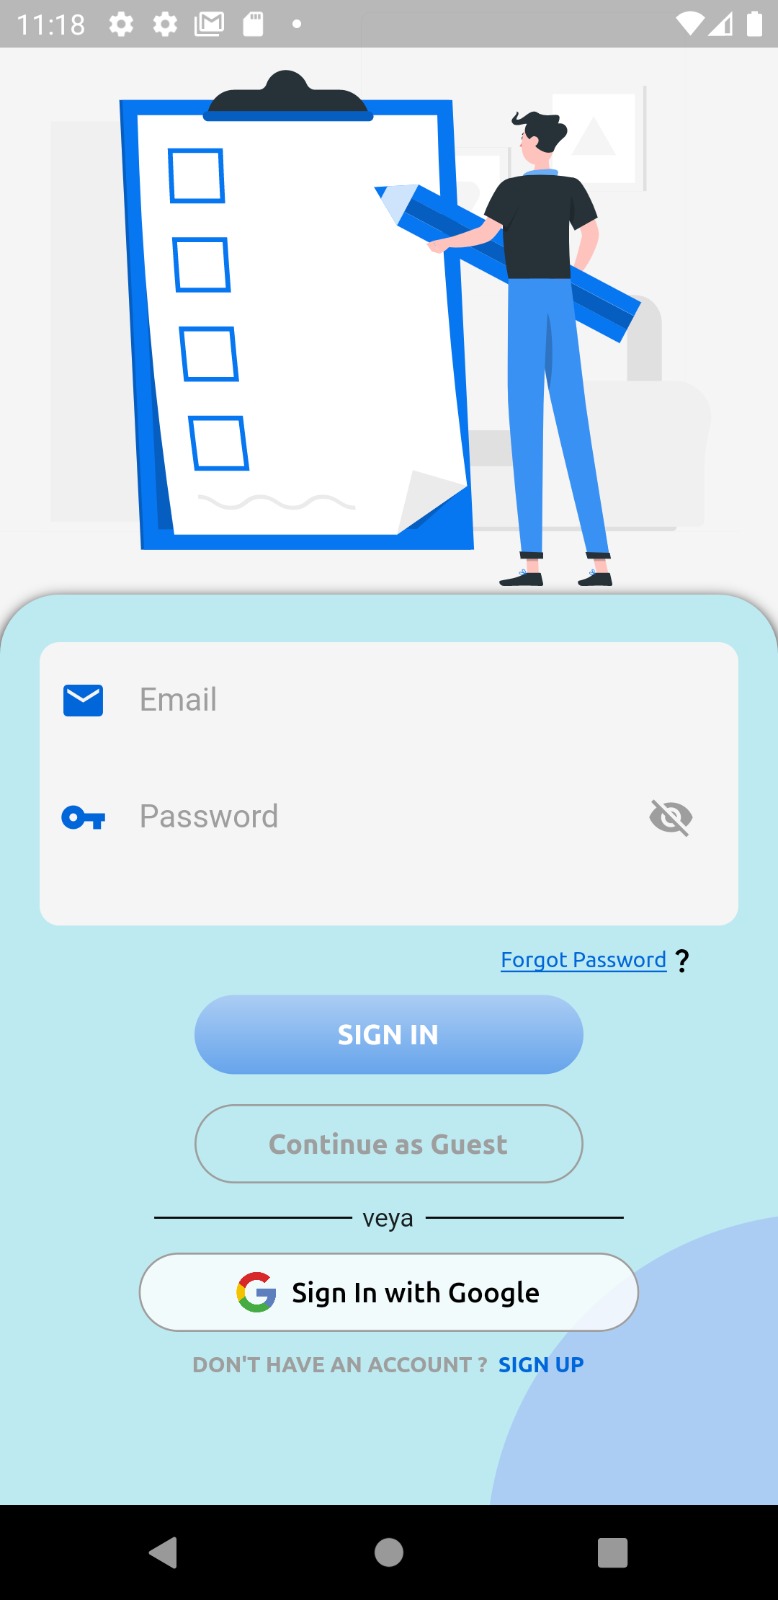 11:18
Email
Password
Forgot Password ?
SIGN IN
Continue as Guest
veya
Sign In with Google
DON'T HAVE AN ACCOUNT ? SIGN UP